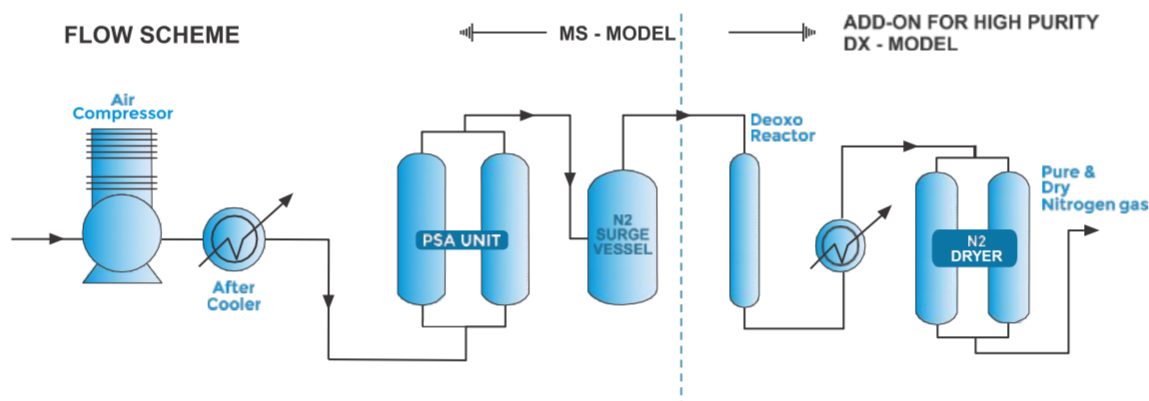 FLOW SCHEME
MS - MODEL
ADD-ON FOR HIGH PURITY
DX - MODEL
Air
Compressor
After
Cooler
PSA UNIT
N2
SURGE
VESSEL
Deoxo
Reactor
N2
DRYER
Pure &
Dry
Nitrogen gas